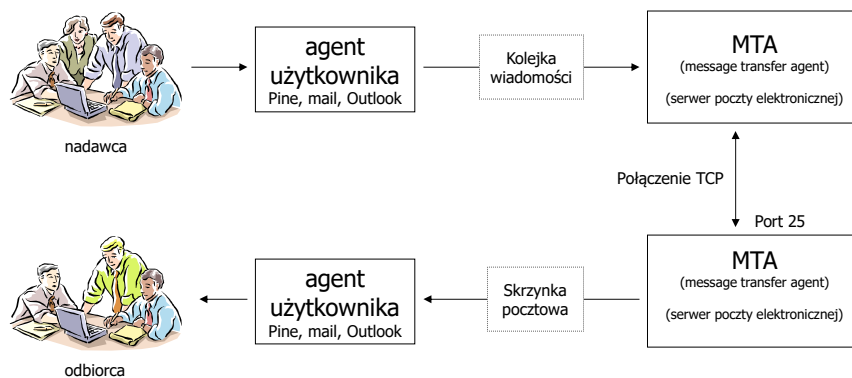 nadawca
agent
użytkownika
Pine, mail, Outlook
Kolejka
wiadomości
MTA
(message transfer agent)
(serwer poczty elektronicznej)
Połączenie TCP
Port 25
odbiorca
agent
użytkownika
Pine, mail, Outlook
Skrzynka
pocztowa
MTA
(message transfer agent)
(serwer poczty elektronicznej)